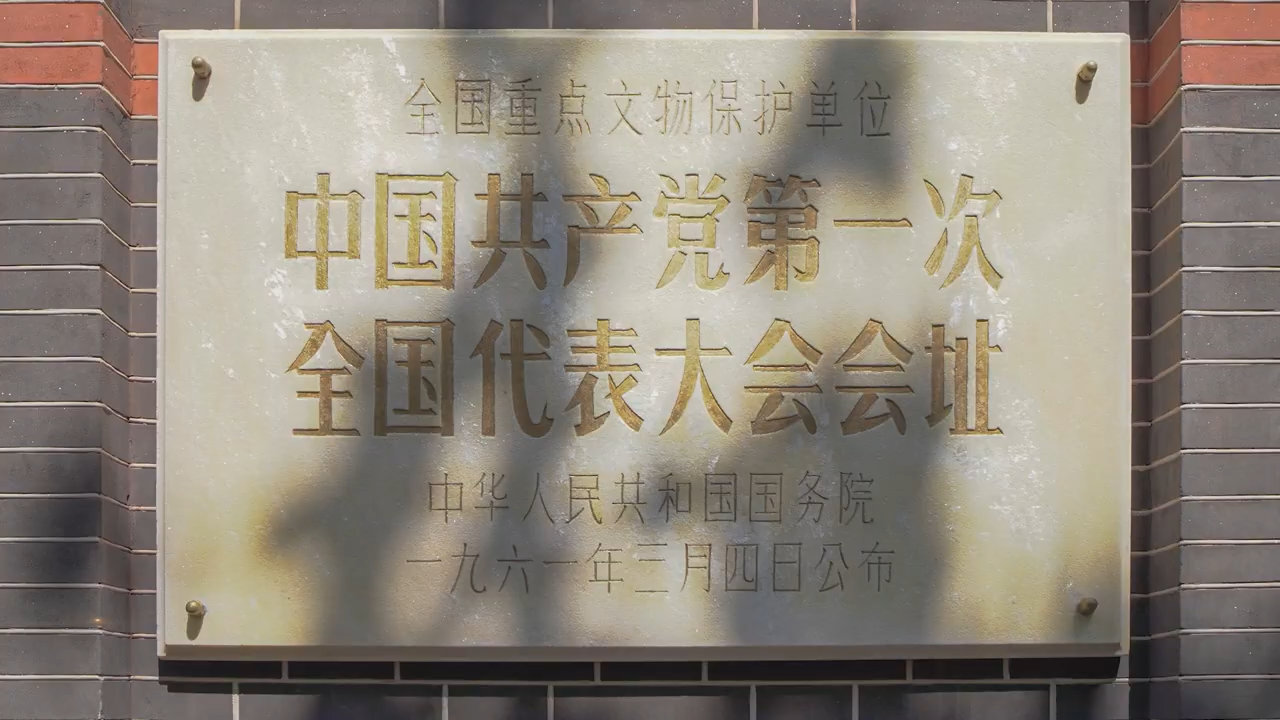 全国重点文物保护单位
中国共产党第一次
全国代表大会会址
中华人民共和国国务院
一九六一年三月四日公布